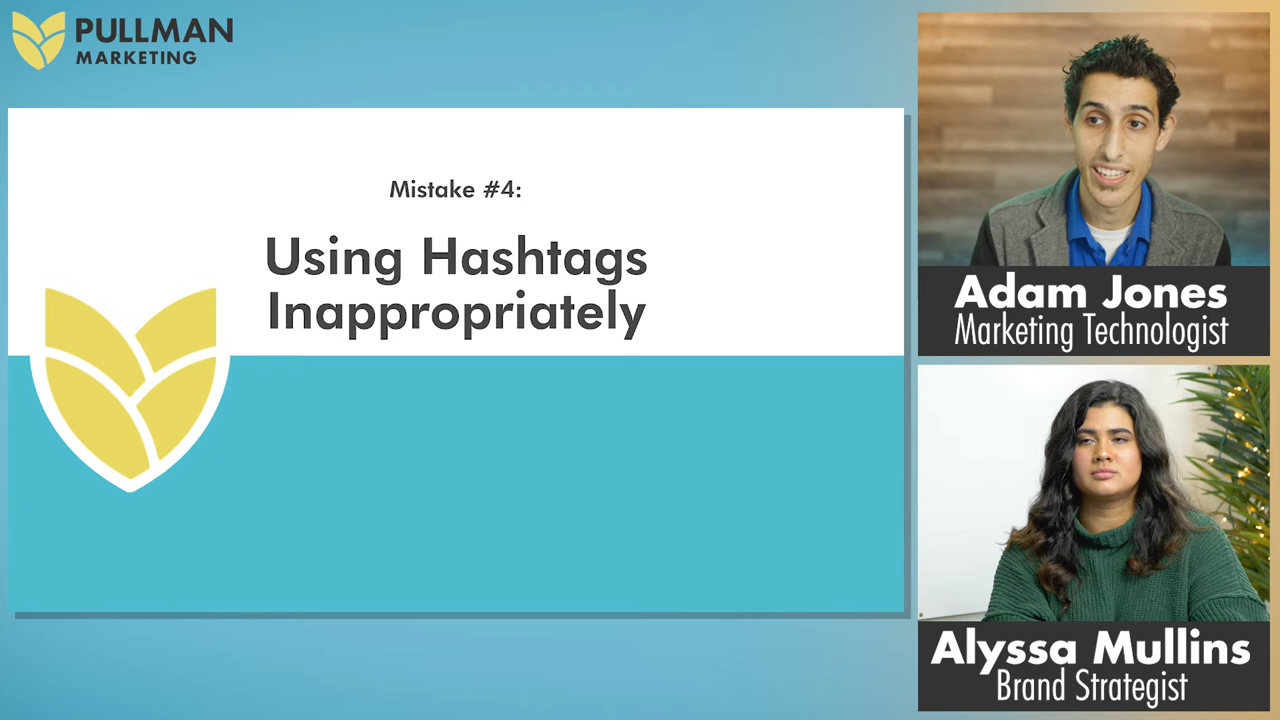 PULLMAN
MARKETING
Mistake #4:
Using Hashtags
Inappropriately
Adam Jones
Marketing Technologist
Alyssa Mullins
Brand Strategist